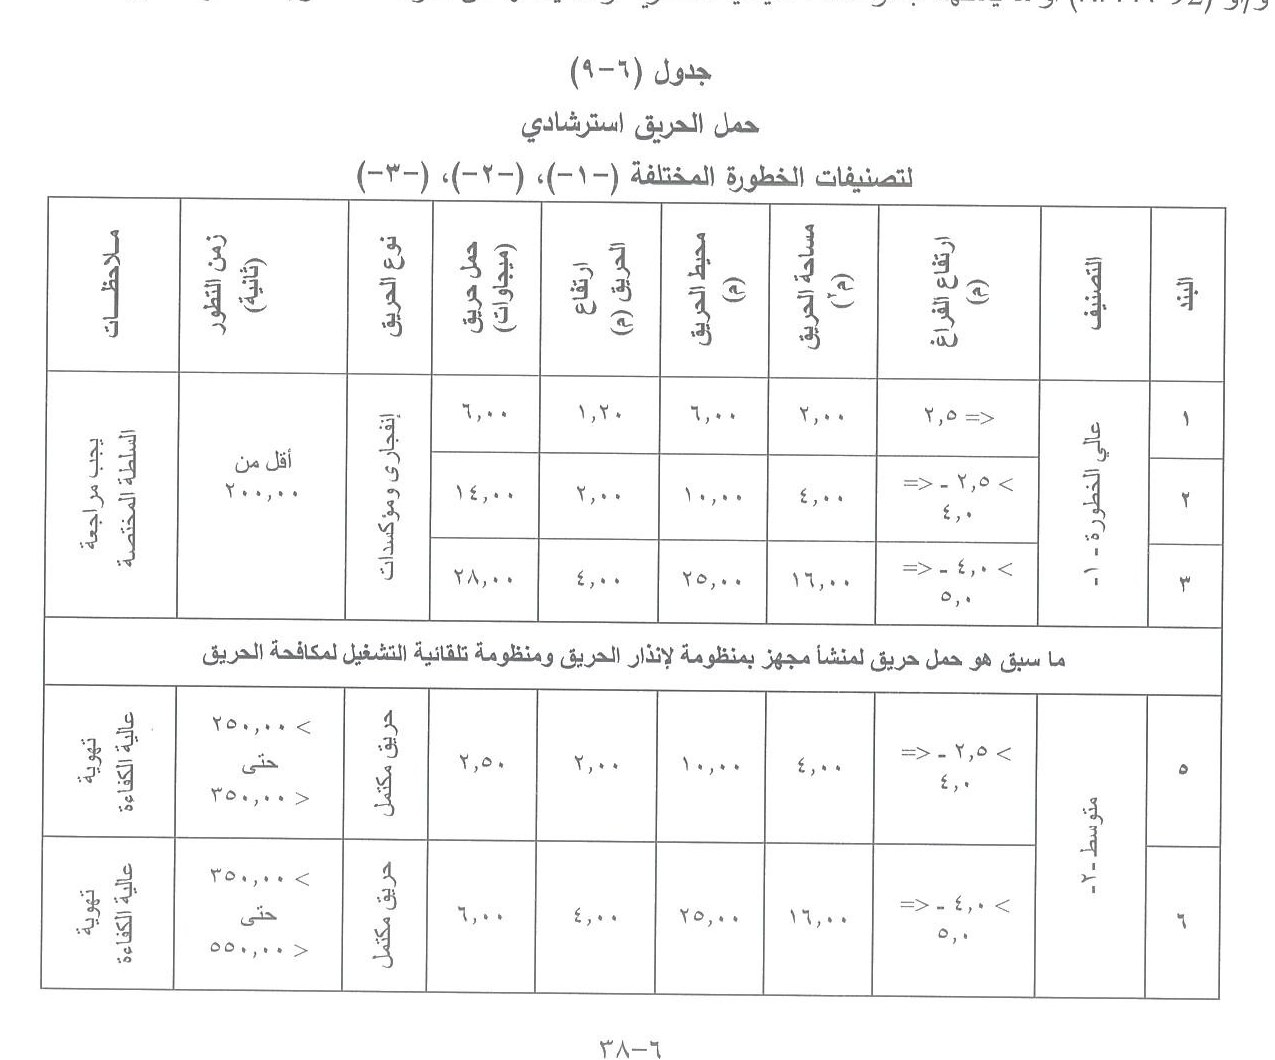 جدول (٦-٩)
حمل الحريق استرشادي
لتصنيفات الخطورة المختلفة (-١-)، (-٢-)، (-٣-)
البند
التصنيف
ارتفاع الفراغ
(م)
مساحة الحريق
(م٢)
محيط الحريق
(م)
ارتفاع
الحريق (م)
حمل حريق
(ميجاوات)
نوع الحريق
زمن التطور
(ثانية)
ملاحظات
١
عالي الخطورة - ١-
<= ٢,٥
٢,٠٠
٦,٠٠
١,٢٠
٦,٠٠
إنفجارى ومؤكسدات
أقل من
٢٠٠,٠٠
يجب مراجعة
السلطة المختصة
٢
> ٢,٥ - <=
٤,٠
٤,٠٠
١٠,٠٠
٢,٠٠
١٤,٠٠
٣
> ٤,٠ - <=
٥,٠
١٦,٠٠
٢٥,٠٠
٤,٠٠
٢٨,٠٠
ما سبق هو حمل حريق لمنشأ مجهز بمنظومة لإنذار الحريق ومنظومة تلقائية التشغيل لمكافحة الحريق
٥
متوسط -٢-
> ٢,٥ - <=
٤,٠
٤,٠٠
١٠,٠٠
٢,٠٠
٢,٥٠
حريق مكتمل
> ٢٥٠,٠٠
< ٣٥٠,٠٠
تهوية
عالية الكفاءة
٦
> ٤,٠ - <=
٥,٠
١٦,٠٠
٢٥,٠٠
٤,٠٠
٦,٠٠
حريق مكتمل
> ٣٥٠,٠٠
< ٥٥٠,٠٠
تهوية
عالية الكفاءة
٦-٣٨